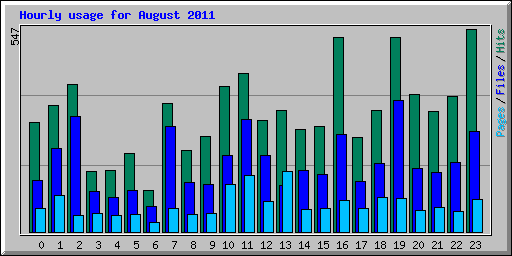 Hourly usage for August 2011
547
Pages/Files/Hits
0 1 2 3 4 5 6 7 8 9 10 11 12 13 14 15 16 17 18 19 20 21 22 23